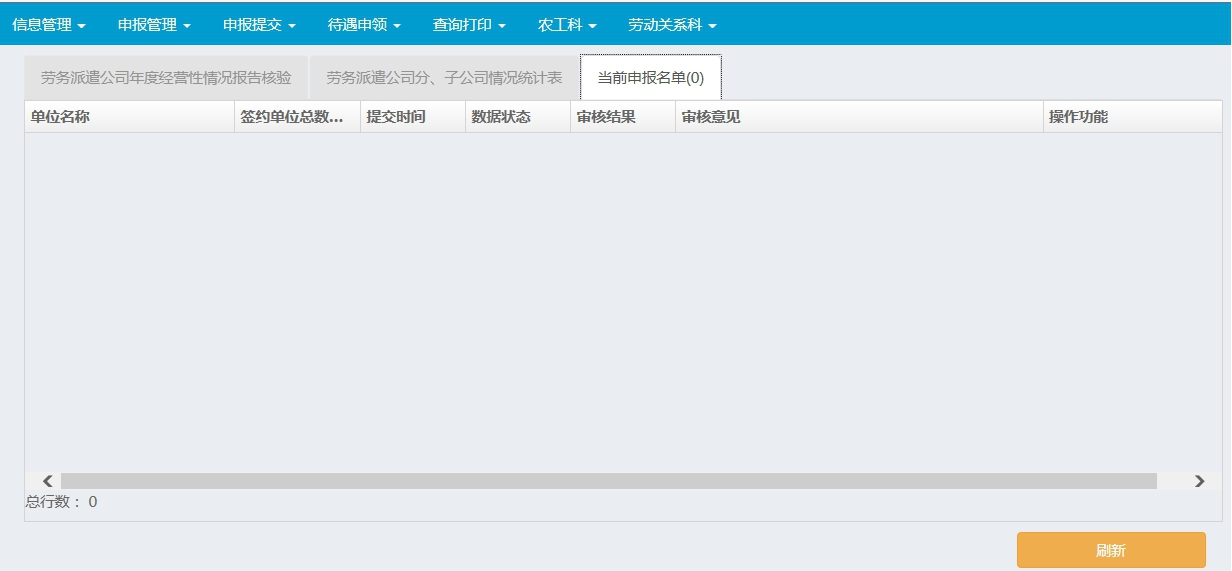 信息管理 申报管理 申报提交 待遇申领 查询打印 农工科 劳动关系科
劳务派遣公司年度经营性情况报告核验 劳务派遣公司分、子公司情况统计表 当前申报名单(0)
单位名称 签约单位总数... 提交时间 数据状态 审核结果 审核意见 操作功能
总行数： 0
刷新